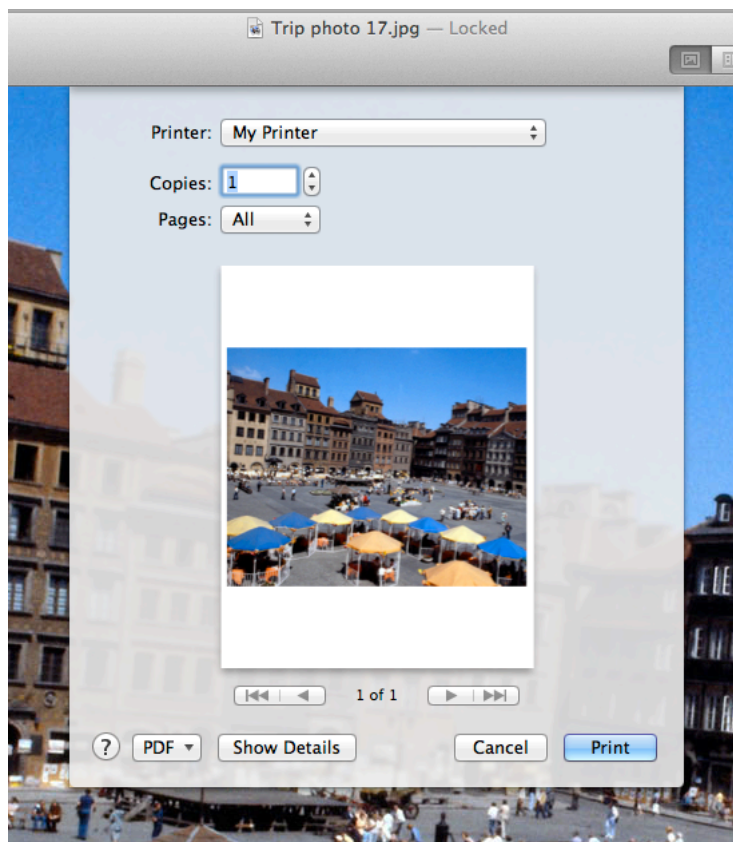 Trip photo 17.jpg — Locked
Printer: My Printer
Copies: 1
Pages: All
1 of 1
? PDF Show Details Cancel Print